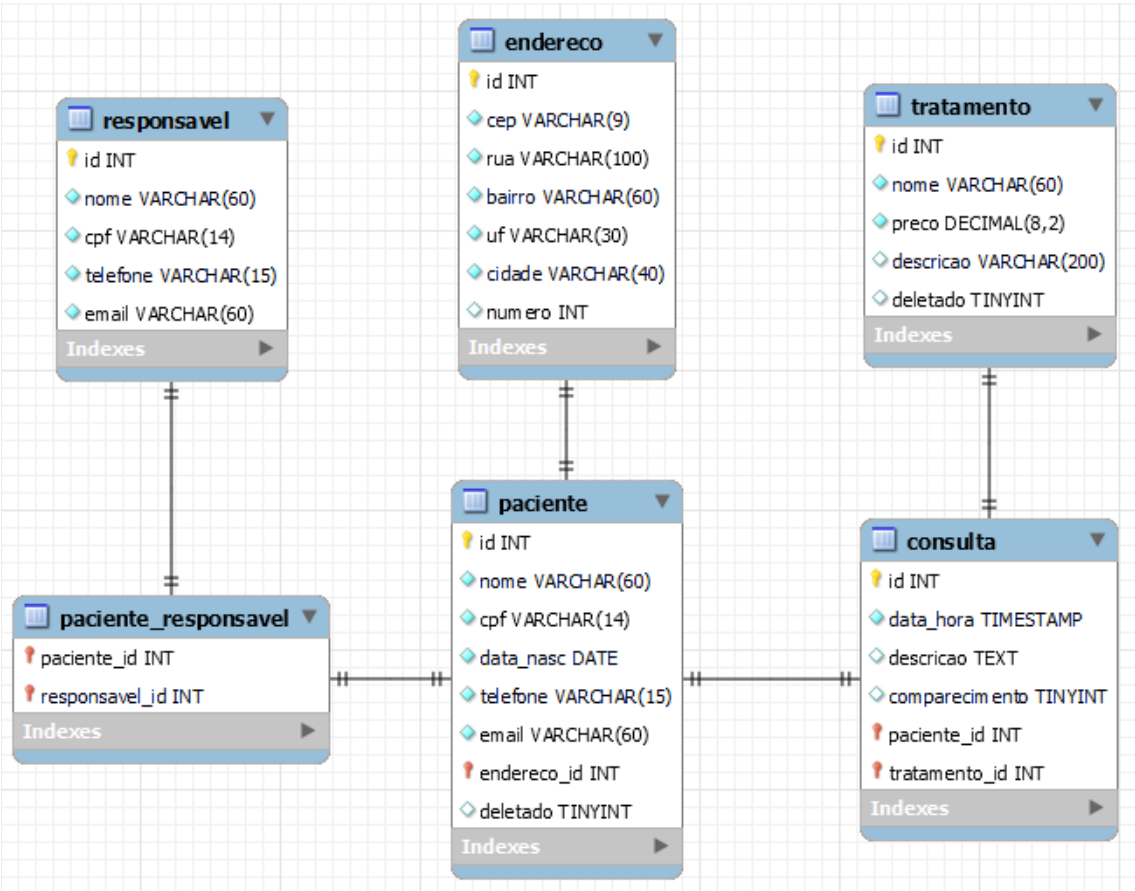 responsavel
id INT
nome VARCHAR(60)
cpf VARCHAR(14)
telefone VARCHAR(15)
email VARCHAR(60)
Indexes
endereco
id INT
cep VARCHAR(9)
rua VARCHAR(100)
bairro VARCHAR(60)
uf VARCHAR(30)
cidade VARCHAR(40)
numero INT
Indexes
tratamento
id INT
nome VARCHAR(60)
preco DECIMAL(8,2)
descricao VARCHAR(200)
deletado TINYINT
Indexes
paciente_responsavel
paciente_id INT
responsavel_id INT
Indexes
paciente
id INT
nome VARCHAR(60)
cpf VARCHAR(14)
data_nasc DATE
telefone VARCHAR(15)
email VARCHAR(60)
endereco_id INT
deletado TINYINT
Indexes
consulta
id INT
data_hora TIMESTAMP
descricao TEXT
comparecimento TINYINT
paciente_id INT
tratamento_id INT
Indexes